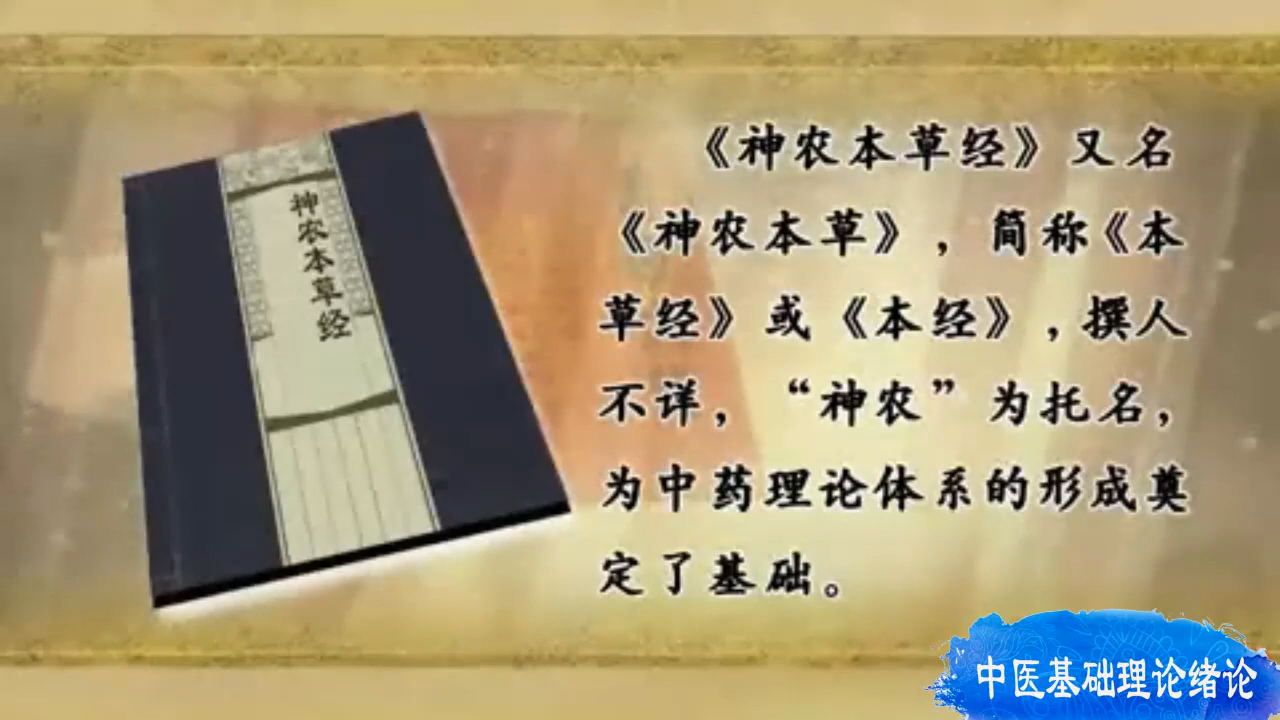 神农本草经
《神农本草经》又名
《神农本草》，简称《本
草经》或《本经》，撰人
不详，“神农”为托名，
为中药理论体系的形成奠
定了基础。
中医基础理论绪论